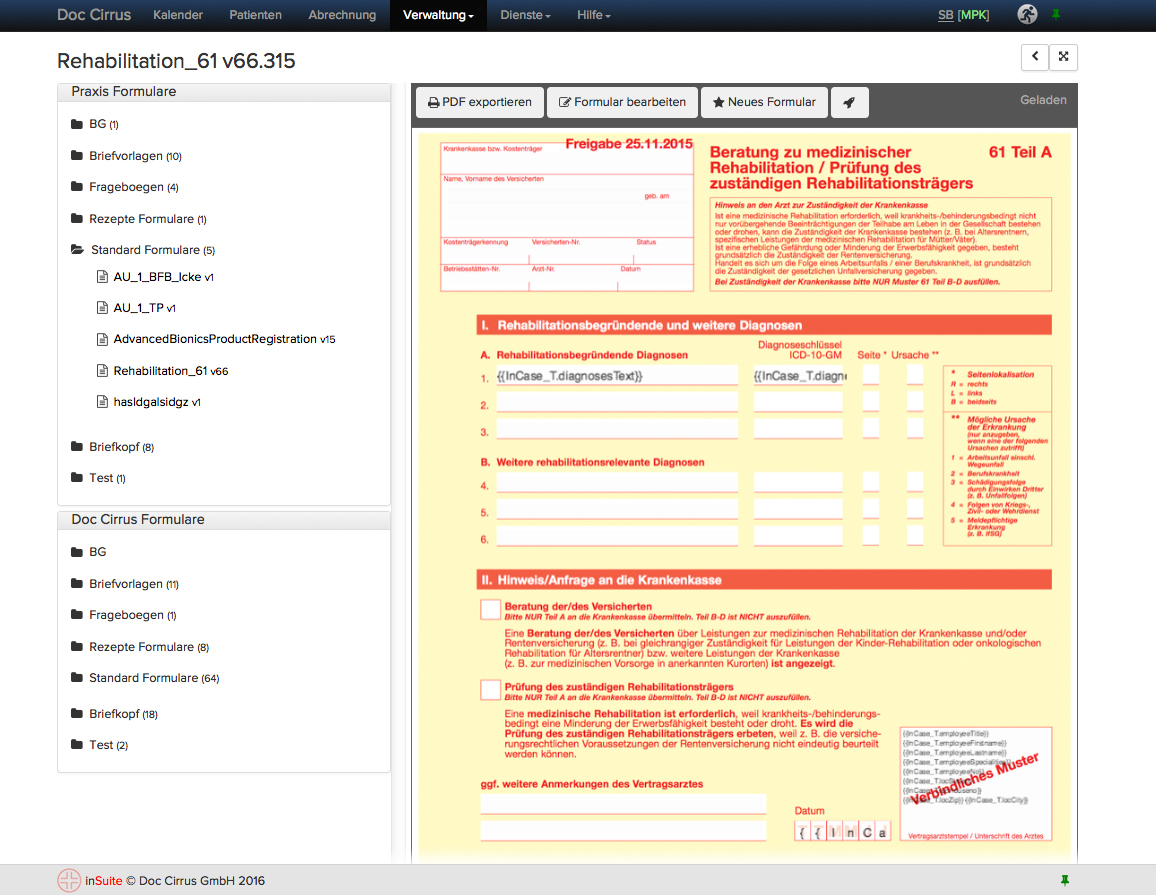 Doc Cirrus Kalender Patienten Abrechnung Verwaltung Dienste Hilfe SB [MPK]
Rehabilitation_61 v66.315
Praxis Formulare
BG (1)
Briefvorlagen (10)
Frageboegen (4)
Rezepte Formulare (1)
Standard Formulare (5)
AU_1_BFB_Icke v1
AU_1_TP v1
AdvancedBionicsProductRegistration v15
Rehabilitation_61 v66
hasldgalsidgz v1
Briefkopf (8)
Test (1)
Doc Cirrus Formulare
BG
Briefvorlagen (11)
Frageboegen (1)
Rezepte Formulare (8)
Standard Formulare (64)
Briefkopf (18)
Test (2)
PDF exportieren Formular bearbeiten Neues Formular Geladen
Freigabe 25.11.2015
Krankenkasse bzw. Kostenträger
Name, Vorname des Versicherten
geb. am
Kostenträgerkennung Versicherten-Nr. Status
Betriebsstätten-Nr. Arzt-Nr. Datum
Beratung zu medizinischer 61 Teil A
Rehabilitation / Prüfung des
zuständigen Rehabilitationsträgers
Hinweis an den Arzt zur Zuständigkeit der Krankenkasse
Ist eine medizinische Rehabilitation erforderlich, weil krankheits-/behinderungsbedingt nicht
nur vorübergehende Beeinträchtigungen der Teilhabe am Leben in der Gesellschaft bestehen
oder drohen, kann die Zuständigkeit der Krankenkasse bestehen (z. B. bei Altersrentnern,
spezifischen Leistungen der medizinischen Rehabilitation für Mütter/Väter).
Ist eine erhebliche Gefährdung oder Minderung der Erwerbsfähigkeit gegeben, besteht
grundsätzlich die Zuständigkeit der Rentenversicherung.
Handelt es sich um die Folge eines Arbeitsunfalls / einer Berufskrankheit, ist grundsätzlich
die Zuständigkeit der gesetzlichen Unfallversicherung gegeben.
Bei Zuständigkeit der Krankenkasse bitte NUR Muster 61 Teil B-D ausfüllen.
I. Rehabilitationsbegründende und weitere Diagnosen
A. Rehabilitationsbegründende Diagnosen Diagnoseschlüssel
ICD-10-GM Seite * Ursache **
1. {{InCase_T.diagnosesText}} {{InCase_T.diagn
2.
3.
B. Weitere rehabilitationsrelevante Diagnosen
4.
5.
6.
* Seitenlokalisation
R = rechts
L = links
B = beidseits
** Mögliche Ursache
der Erkrankung
(nur anzugeben,
wenn eine der folgenden
Ursachen zutrifft)
1 = Arbeitsunfall einschl.
Wegeunfall
2 = Berufskrankheit
3 = Schädigungsfolge
durch Einwirken Dritter
(z. B. Unfallfolgen)
4 = Folgen von Kriegs-,
Zivil- oder Wehrdienst
5 = Meldepflichtige
Erkrankung
(z. B. IfSG)
II. Hinweis/Anfrage an die Krankenkasse
Beratung der/des Versicherten
Bitte NUR Teil A an die Krankenkasse übermitteln. Teil B-D ist NICHT auszufüllen.
Eine Beratung der/des Versicherten über Leistungen zur medizinischen Rehabilitation der Krankenkasse und/oder
Rentenversicherung (z. B. bei gleichrangiger Zuständigkeit für Leistungen der Kinder-Rehabilitation oder onkologischen
Rehabilitation für Altersrentner) bzw. weitere Leistungen der Krankenkasse
(z. B. zur medizinischen Vorsorge in anerkannten Kurorten) ist angezeigt.
Prüfung des zuständigen Rehabilitationsträgers
Bitte NUR Teil A an die Krankenkasse übermitteln. Teil B-D ist NICHT auszufüllen.
Eine medizinische Rehabilitation ist erforderlich, weil krankheits-/behinderungs-
bedingt eine Minderung der Erwerbsfähigkeit besteht oder droht. Es wird die
Prüfung des zuständigen Rehabilitationsträgers erbeten, weil z. B. die versiche-
rungsrechtlichen Voraussetzungen der Rentenversicherung nicht eindeutig beurteilt
werden können.
ggf. weitere Anmerkungen des Vertragsarztes
Datum
{ { I n C a
{{InCase_T.employeeTitle}}
{{InCase_T.employeeFirstname}}
{{InCase_T.employeeLastname}}
{{InCase_T.employeeSpecialities}}
{{InCase_T.employeeNo}}
{{InCase_T.locZip}} {{InCase_T.locCity}}
Verbindliches Muster
Vertragsarztstempel / Unterschrift des Arztes
inSuite © Doc Cirrus GmbH 2016